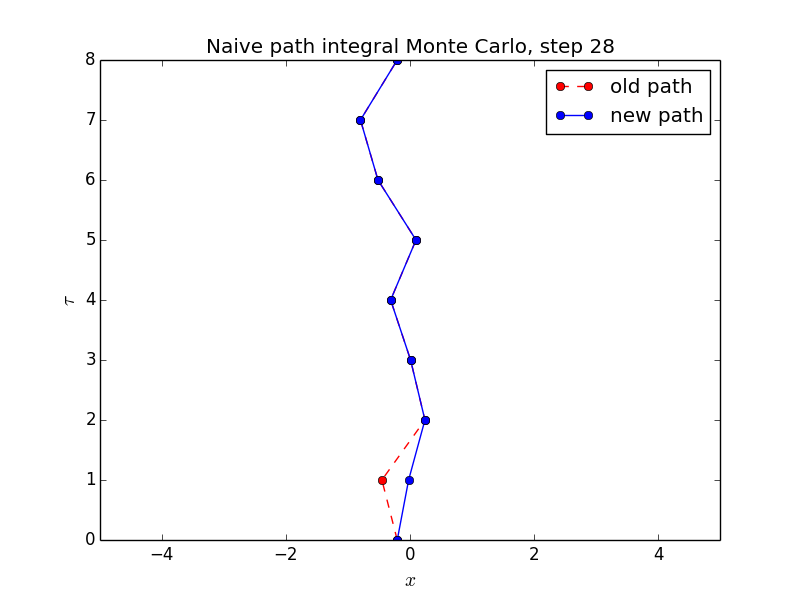 Naive path integral Monte Carlo, step 28
old path
new path
8
7
6
5
4
3
2
1
0
τ
−4
−2
0
2
4
x